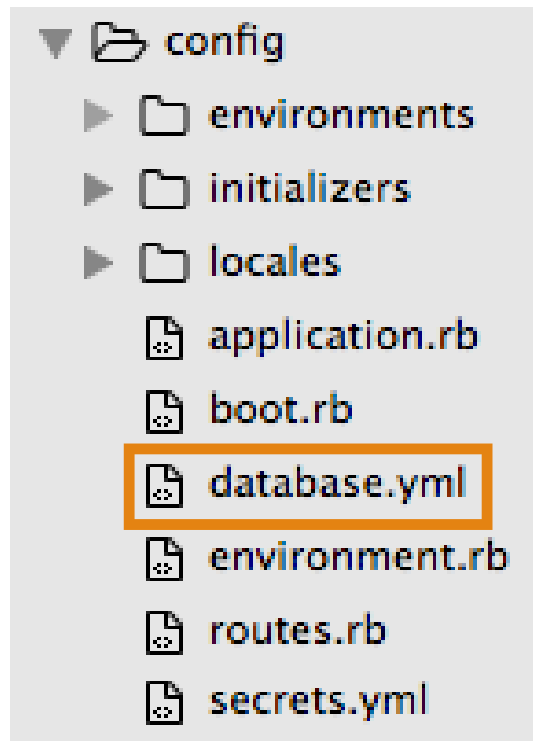 config
environments
initializers
locales
application.rb
boot.rb
database.yml
environment.rb
routes.rb
secrets.yml